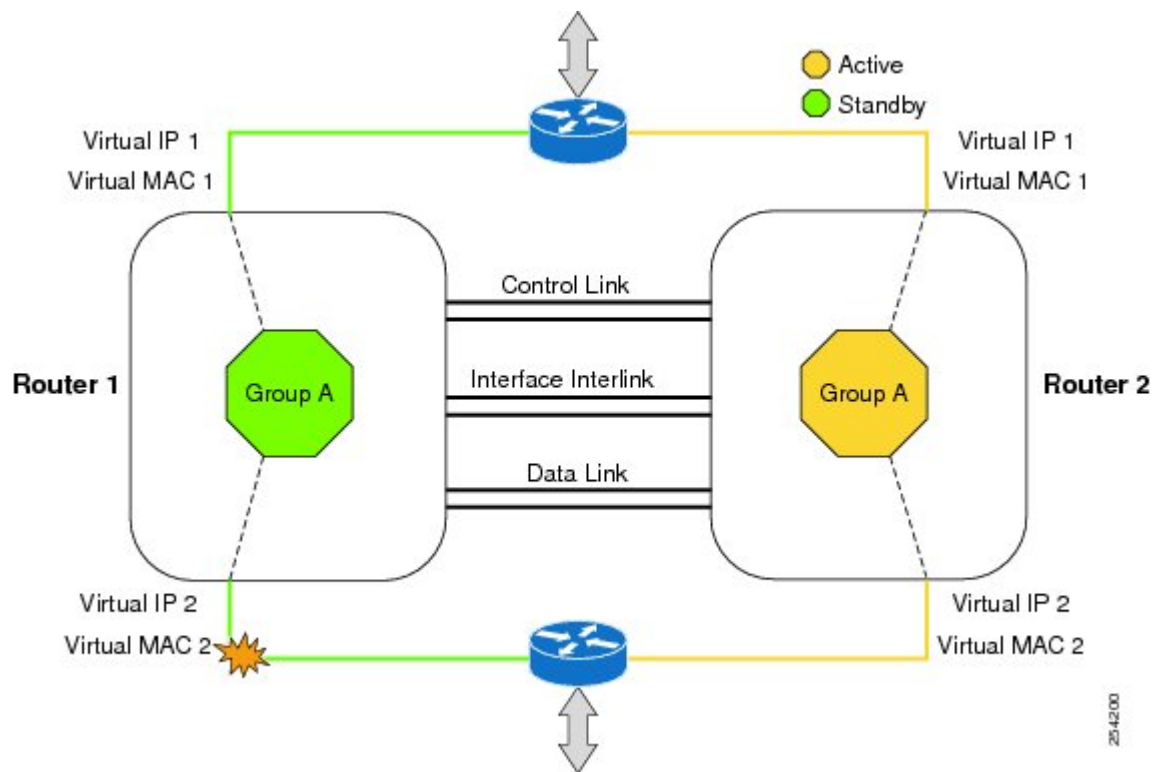 Active
Standby
Virtual IP 1
Virtual MAC 1
Virtual IP 1
Virtual MAC 1
Control Link
Router 1
Group A
Interface Interlink
Group A
Router 2
Data Link
Virtual IP 2
Virtual MAC 2
Virtual IP 2
Virtual MAC 2
254200